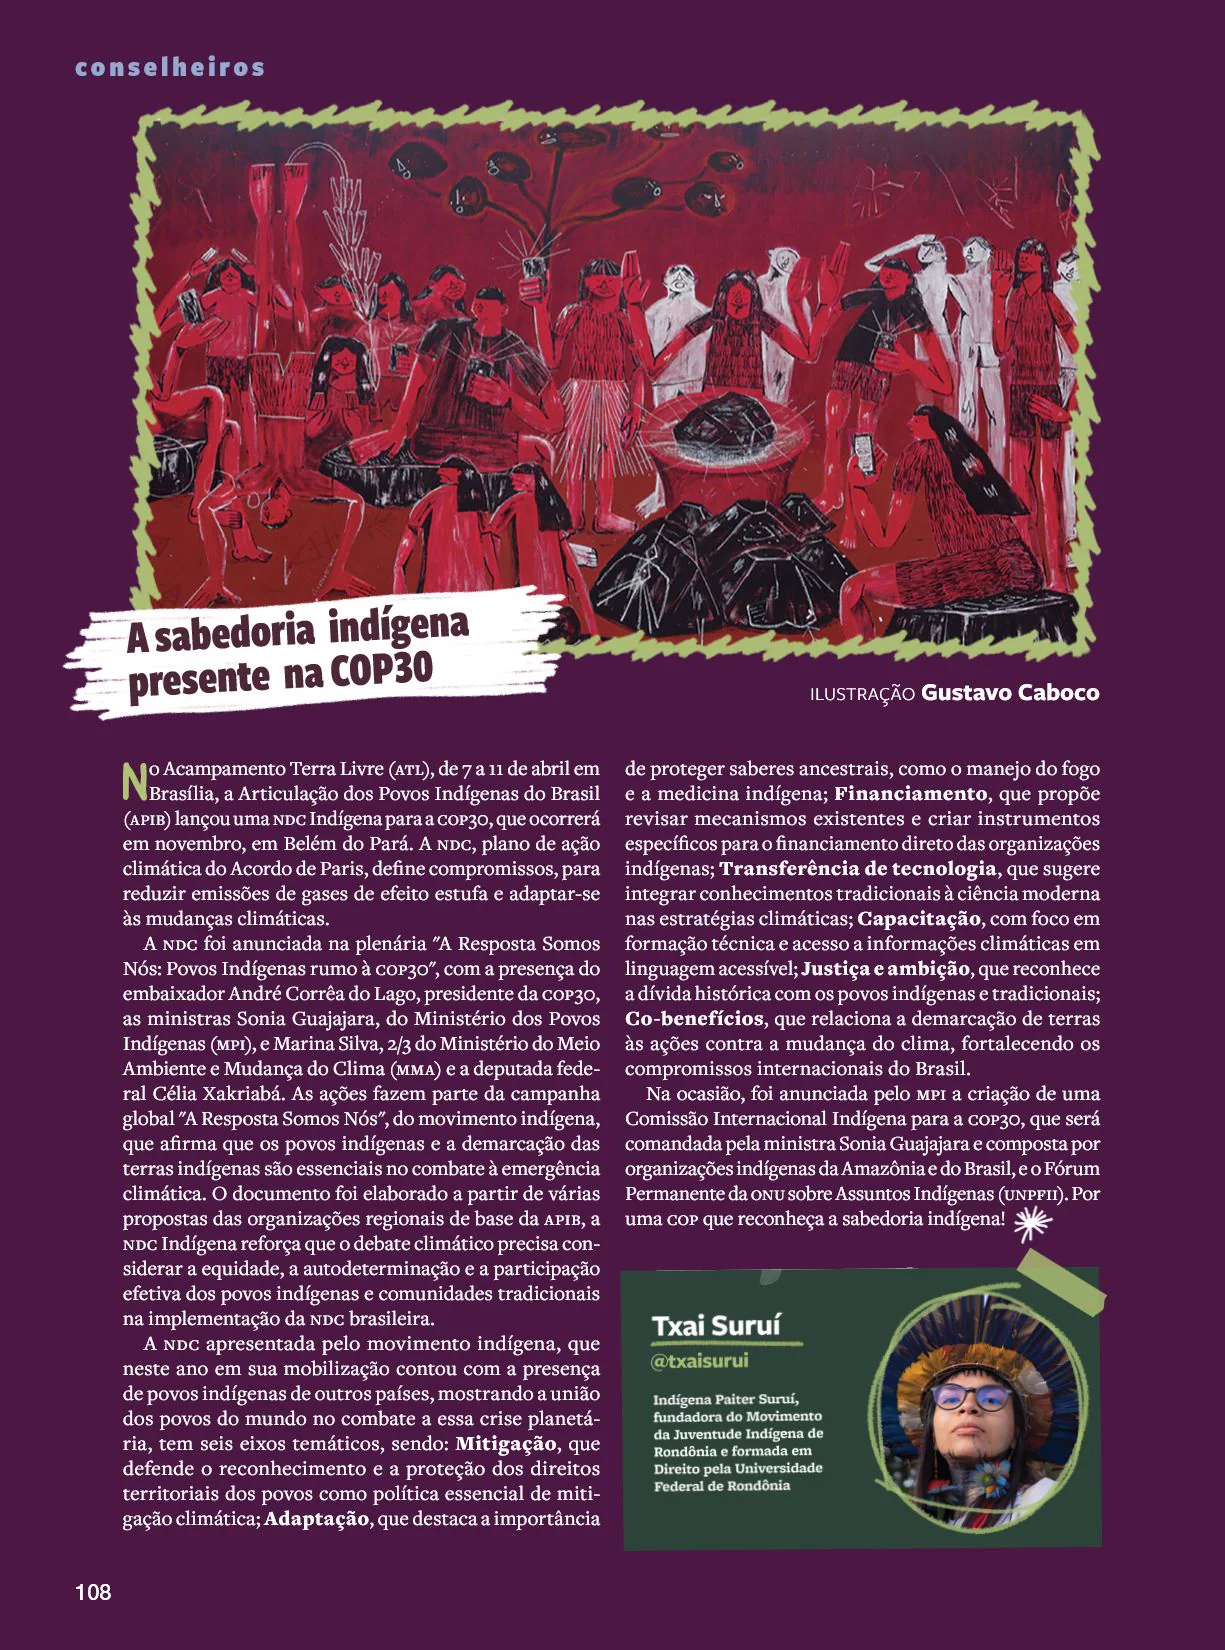 conselheiros
A sabedoria indígena
presente na COP30
ILUSTRAÇÃO Gustavo Caboco
No Acampamento Terra Livre (ATL), de 7 a 11 de abril em
Brasília, a Articulação dos Povos Indígenas do Brasil
(APIB) lançou uma NDC Indígena para a COP30, que ocorrerá
em novembro, em Belém do Pará. A NDC, plano de ação
climática do Acordo de Paris, define compromissos, para
reduzir emissões de gases de efeito estufa e adaptar-se
às mudanças climáticas.
A NDC foi anunciada na plenária "A Resposta Somos
Nós: Povos Indígenas rumo à COP30", com a presença do
embaixador André Corrêa do Lago, presidente da COP30,
as ministras Sonia Guajajara, do Ministério dos Povos
Indígenas (MPI), e Marina Silva, 2/3 do Ministério do Meio
Ambiente e Mudança do Clima (MMA) e a deputada fede-
ral Célia Xakriabá. As ações fazem parte da campanha
global "A Resposta Somos Nós", do movimento indígena,
que afirma que os povos indígenas e a demarcação das
terras indígenas são essenciais no combate à emergência
climática. O documento foi elaborado a partir de várias
propostas das organizações regionais de base da APIB, a
NDC Indígena reforça que o debate climático precisa con-
siderar a equidade, a autodeterminação e a participação
efetiva dos povos indígenas e comunidades tradicionais
na implementação da NDC brasileira.
A NDC apresentada pelo movimento indígena, que
neste ano em sua mobilização contou com a presença
de povos indígenas de outros países, mostrando a união
dos povos do mundo no combate a essa crise planetá-
ria, tem seis eixos temáticos, sendo: Mitigação, que
defende o reconhecimento e a proteção dos direitos
territoriais dos povos como política essencial de miti-
gação climática; Adaptação, que destaca a importância
de proteger saberes ancestrais, como o manejo do fogo
e a medicina indígena; Financiamento, que propõe
revisar mecanismos existentes e criar instrumentos
específicos para o financiamento direto das organizações
indígenas; Transferência de tecnologia, que sugere
integrar conhecimentos tradicionais à ciência moderna
nas estratégias climáticas; Capacitação, com foco em
formação técnica e acesso a informações climáticas em
linguagem acessível; Justiça e ambição, que reconhece
a dívida histórica com os povos indígenas e tradicionais;
Co-benefícios, que relaciona a demarcação de terras
às ações contra a mudança do clima, fortalecendo os
compromissos internacionais do Brasil.
Na ocasião, foi anunciada pelo MPI a criação de uma
Comissão Internacional Indígena para a COP30, que será
comandada pela ministra Sonia Guajajara e composta por
organizações indígenas da Amazônia e do Brasil, e o Fórum
Permanente da ONU sobre Assuntos Indígenas (UNPFII). Por
uma COP que reconheça a sabedoria indígena!
Txai Suruí
@txaisurui
Indígena Paiter Suruí,
fundadora do Movimento
da Juventude Indígena de
Rondônia e formada em
Direito pela Universidade
Federal de Rondônia
108